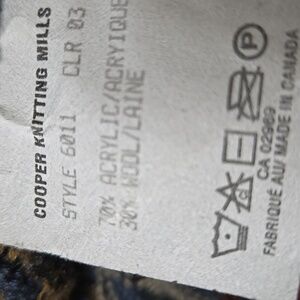 COOPER KNITTING MILLS
STYLE 6011 CLR 03
70% ACRYLIC/ACRYLIQUE
30% WOOL/LAINE
P
CA 029069
FABRIQUÉ AU/ MADE IN CANADA